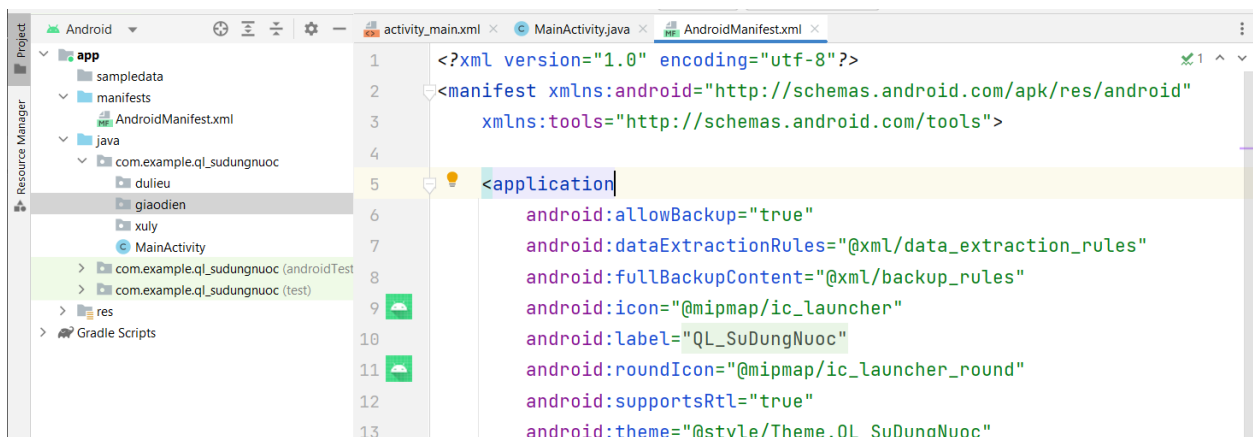 Project
Resource Manager
Android
app
sampledata
manifests
AndroidManifest.xml
java
com.example.ql_sudungnuoc
dulieu
giaodien
xuly
MainActivity
com.example.ql_sudungnuoc (androidTest
com.example.ql_sudungnuoc (test)
res
Gradle Scripts
activity_main.xml
MainActivity.java
AndroidManifest.xml
1
1 <?xml version="1.0" encoding="utf-8"?>
2 <manifest xmlns:android="http://schemas.android.com/apk/res/android"
3 xmlns:tools="http://schemas.android.com/tools">
4
5 <application
6 android:allowBackup="true"
7 android:dataExtractionRules="@xml/data_extraction_rules"
8 android:fullBackupContent="@xml/backup_rules"
9 android:icon="@mipmap/ic_launcher"
10 android:label="QL_SuDungNuoc"
11 android:roundIcon="@mipmap/ic_launcher_round"
12 android:supportsRtl="true"
13 android:theme="@style/Theme.QL_SuDungNuoc"